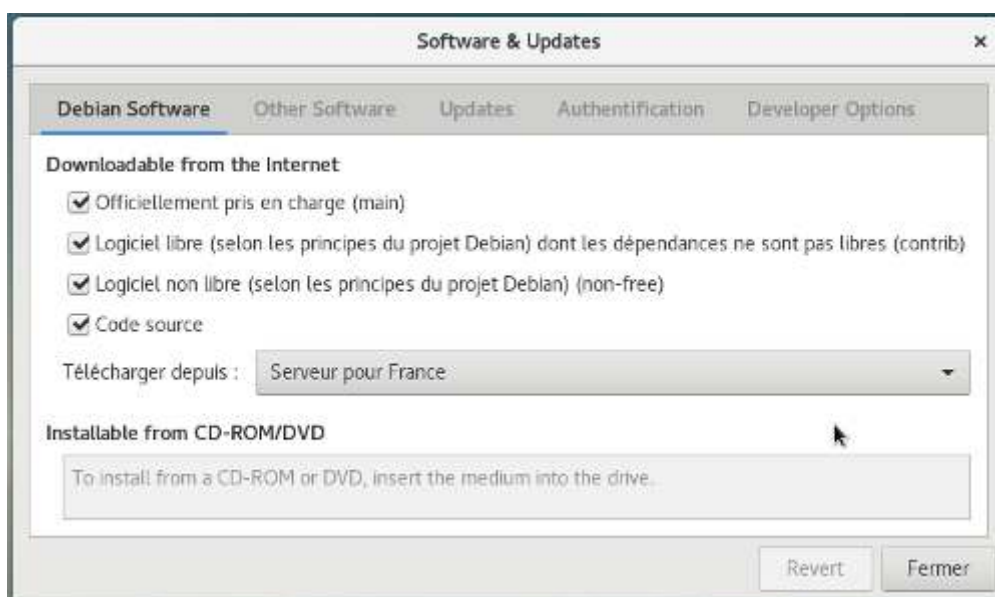 Software & Updates
Debian Software Other Software Updates Authentification Developer Options
Downloadable from the Internet
Officiellement pris en charge (main)
Logiciel libre (selon les principes du projet Debian) dont les dépendances ne sont pas libres (contrib)
Logiciel non libre (selon les principes du projet Debian) (non-free)
Code source
Télécharger depuis : Serveur pour France
Installable from CD-ROM/DVD
To install from a CD-ROM or DVD, insert the medium into the drive.
Revert Fermer